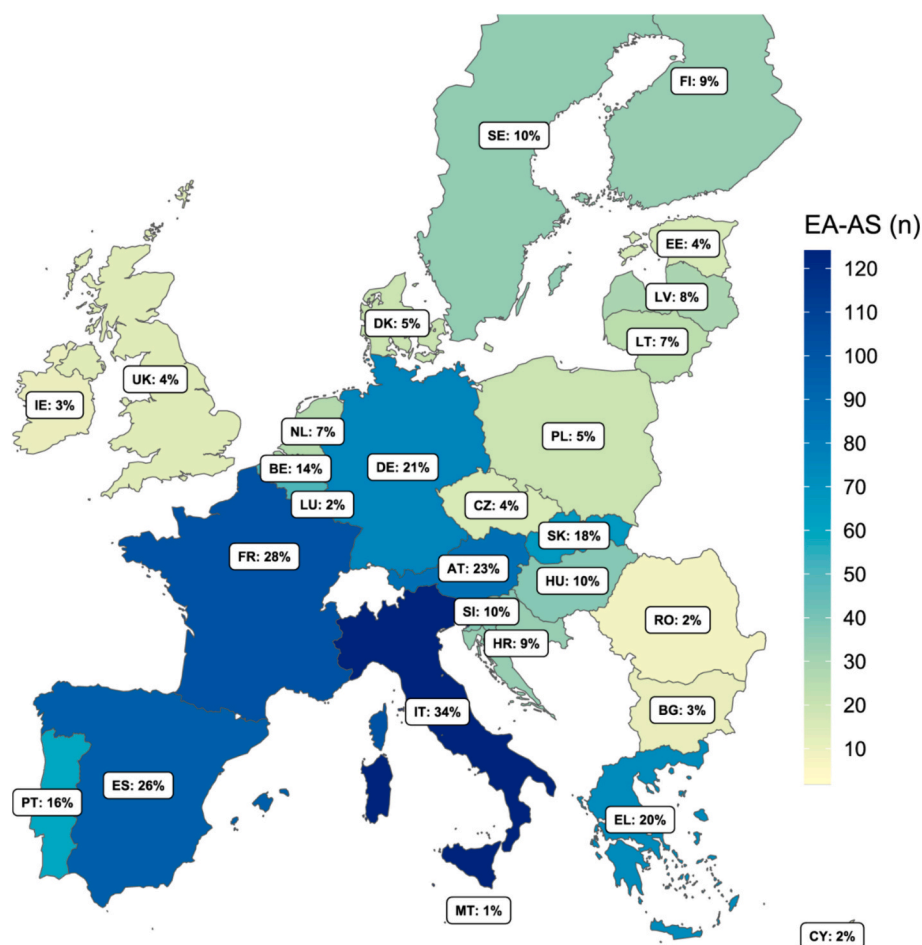 FI: 9%
SE: 10%
EA-AS (n)
EE: 4%
120
LV: 8%
110
DK: 5%
LT: 7%
100
UK: 4%
90
IE: 3%
NL: 7%
PL: 5%
80
BE: 14%
DE: 21%
70
LU: 2%
CZ: 4%
60
FR: 28%
SK: 18%
50
AT: 23%
HU: 10%
40
SI: 10%
RO: 2%
HR: 9%
30
IT: 34%
BG: 3%
20
10
ES: 26%
PT: 16%
EL: 20%
MT: 1%
CY: 2%